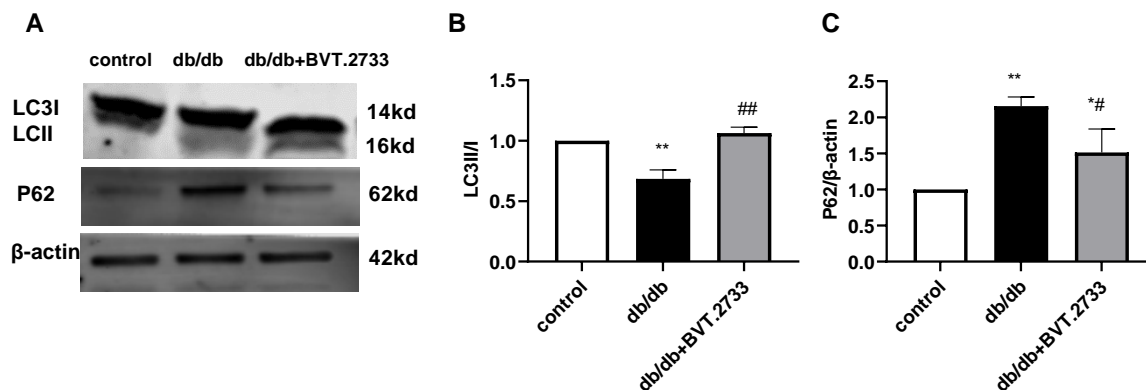 A
control db/db db/db+BVT.2733
LC3I 14kd
LCII 16kd
P62 62kd
β-actin 42kd
B
LC3II/I
1.5
1.0
0.5
0.0
**
##
control
db/db
db/db+BVT.2733
C
P62/β-actin
2.5
2.0
1.5
1.0
0.5
0.0
**
*#
control
db/db
db/db+BVT.2733